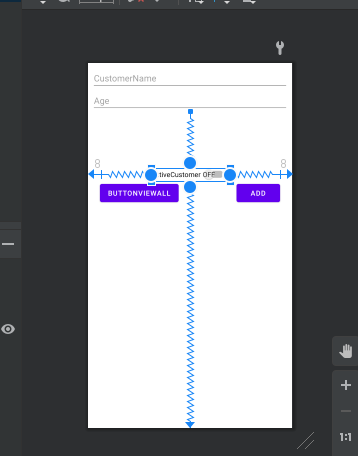 CustomerName
Age
8 8
tiveCustomer OFF
BUTTONVIEWALL ADD
1:1